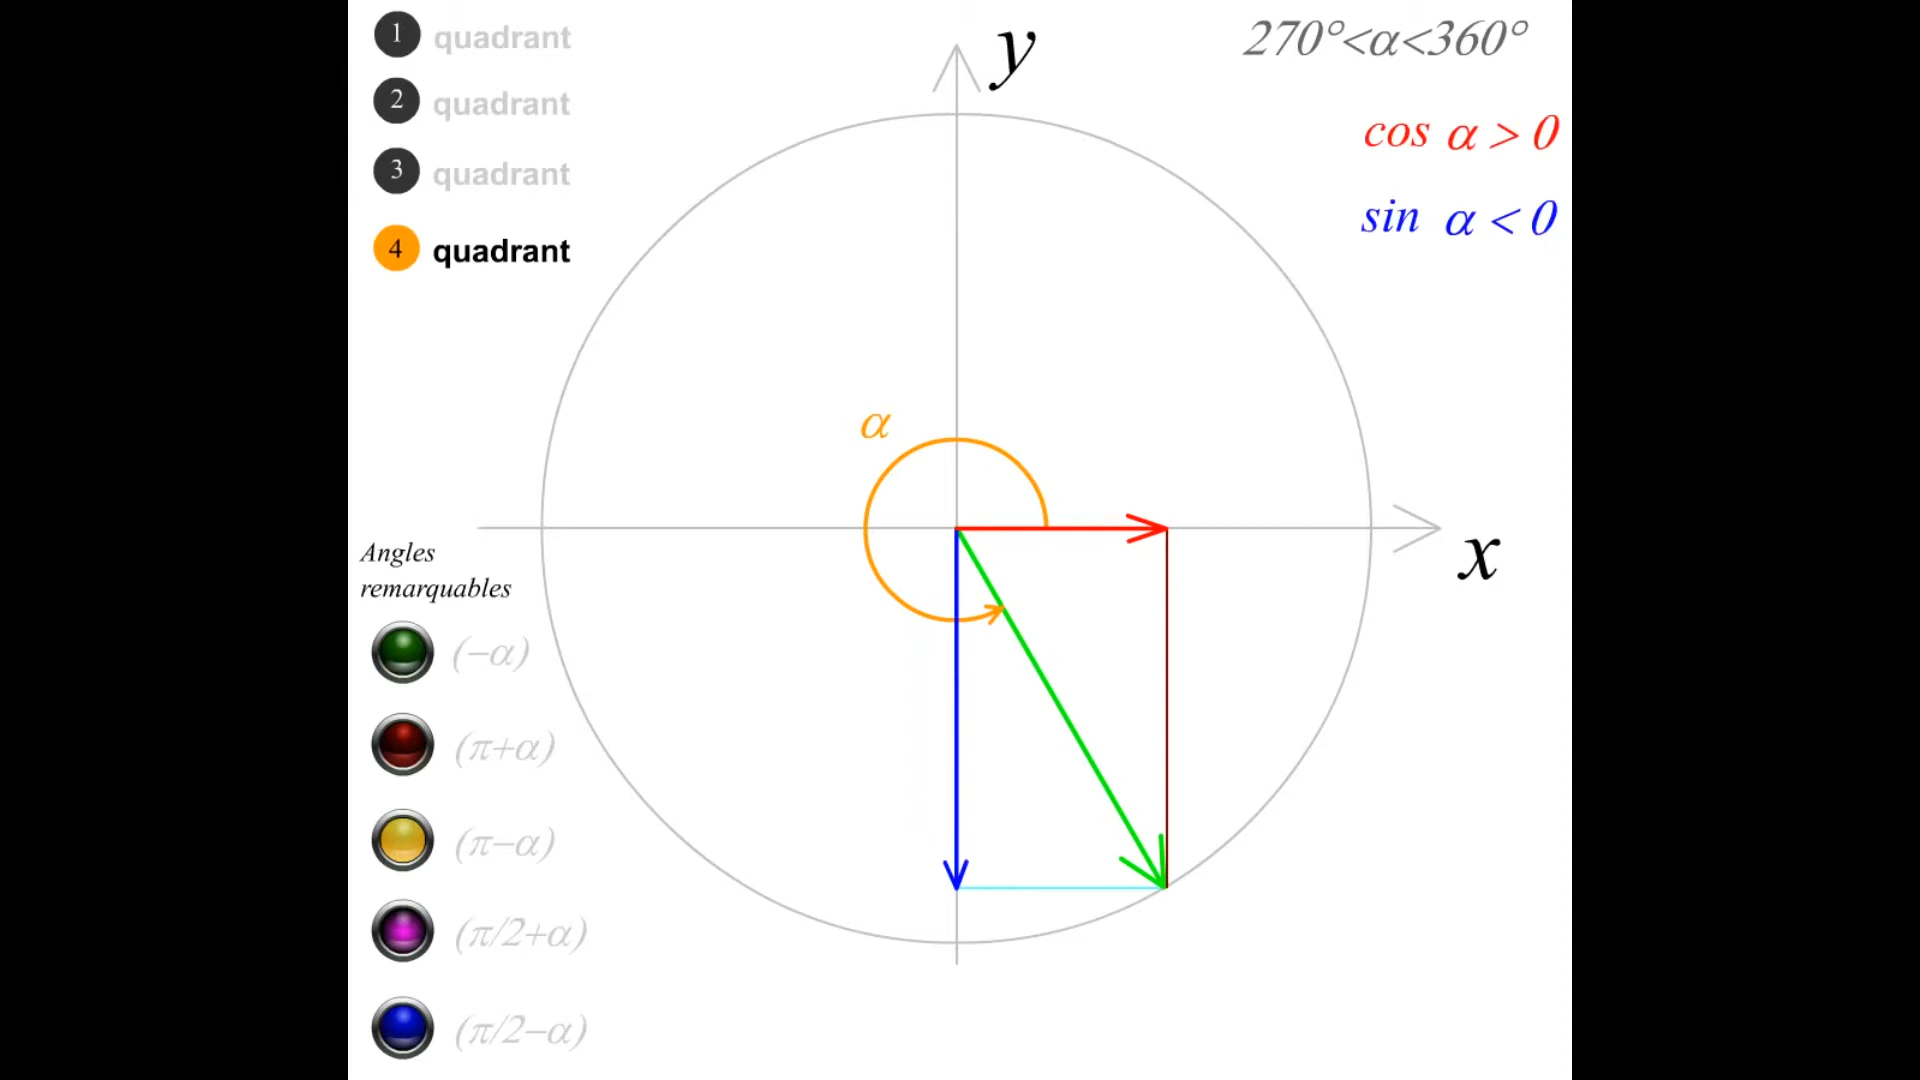 1 quadrant
2 quadrant
3 quadrant
4 quadrant
y
270°<α<360°
cos α > 0
sin α < 0
α
x
Angles
remarquables
(−α)
(π+α)
(π−α)
(π/2+α)
(π/2−α)